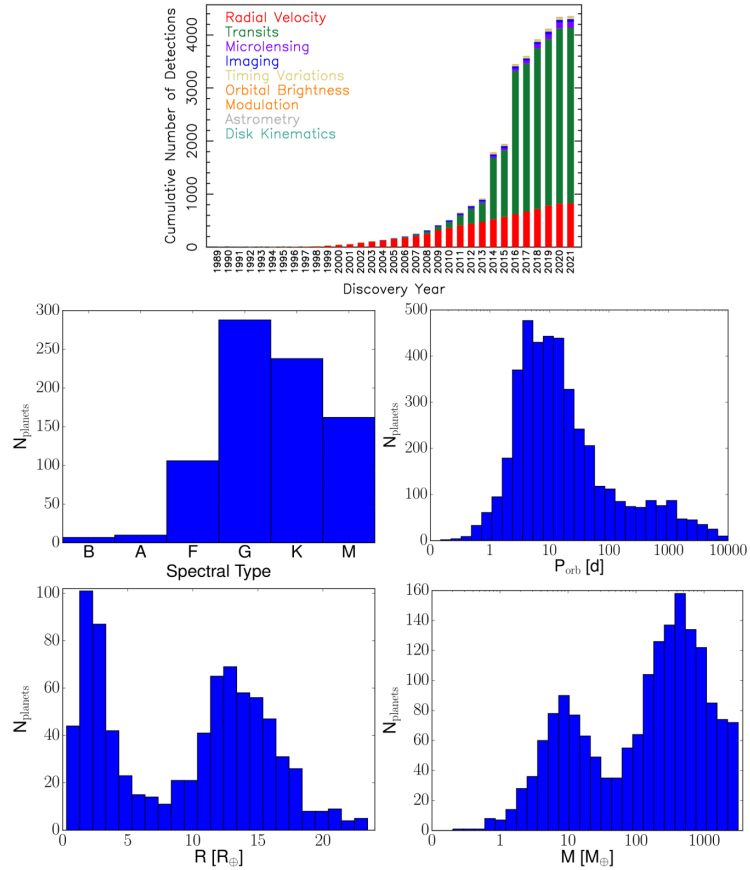 Radial Velocity
Transits
Microlensing
Imaging
Timing Variations
Orbital Brightness
Modulation
Astrometry
Disk Kinematics
Cumulative Number of Detections
4000
3000
2000
1000
0
1989 1990 1991 1992 1993 1994 1995 1996 1997 1998 1999 2000 2001 2002 2003 2004 2005 2006 2007 2008 2009 2010 2011 2012 2013 2014 2015 2016 2017 2018 2019 2020 2021
Discovery Year
N planets
300
250
200
150
100
50
0
B A F G K M
Spectral Type
N planets
500
400
300
200
100
0
0 1 10 100 1000 10000
P orb [d]
N planets
100
80
60
40
20
0
0 5 10 15 20
R [R⊕]
N planets
160
140
120
100
80
60
40
20
0
0 1 10 100 1000
M [M⊕]